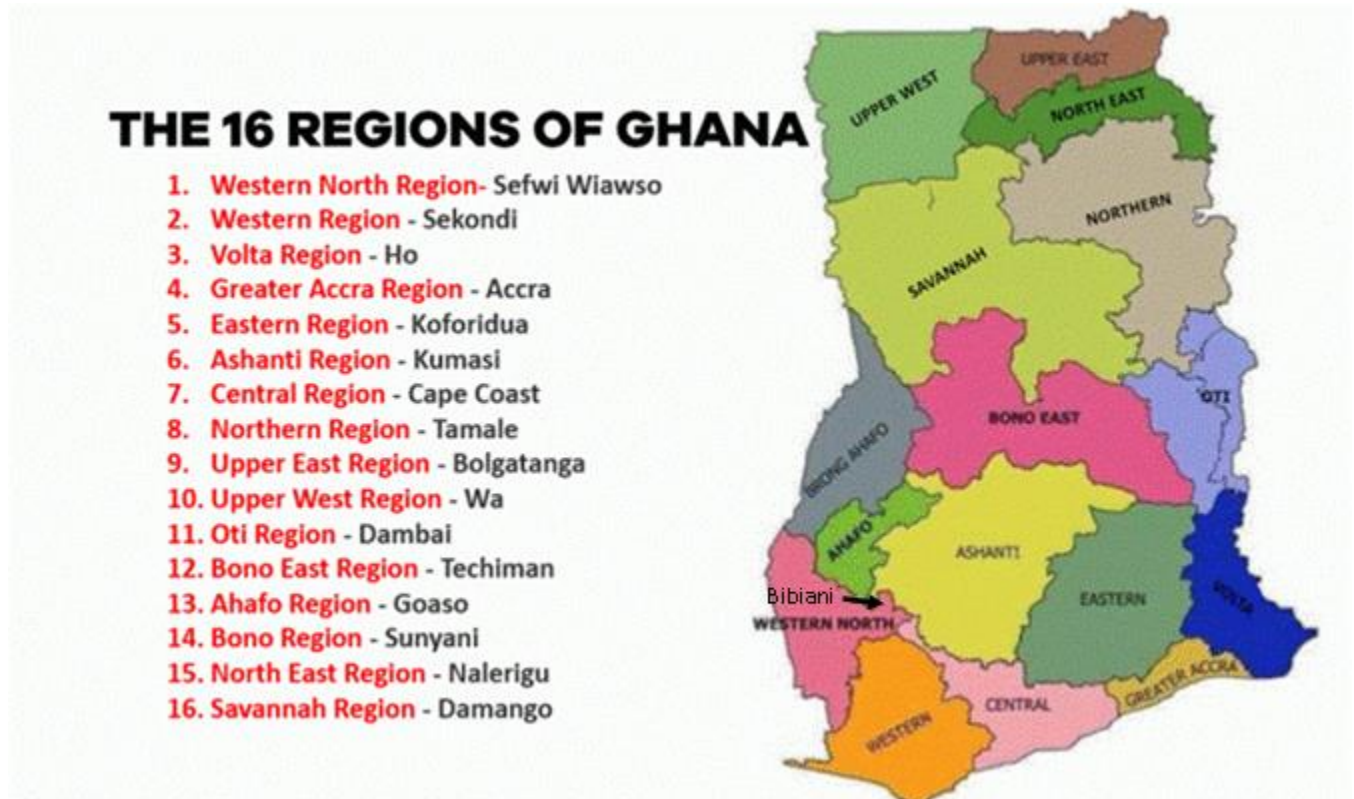 THE 16 REGIONS OF GHANA
1. Western North Region- Sefwi Wiawso
2. Western Region - Sekondi
3. Volta Region - Ho
4. Greater Accra Region - Accra
5. Eastern Region - Koforidua
6. Ashanti Region - Kumasi
7. Central Region - Cape Coast
8. Northern Region - Tamale
9. Upper East Region - Bolgatanga
10. Upper West Region - Wa
11. Oti Region - Dambai
12. Bono East Region - Techiman
13. Ahafo Region - Goaso
14. Bono Region - Sunyani
15. North East Region - Nalerigu
16. Savannah Region - Damango
UPPER EAST
UPPER WEST
NORTH EAST
NORTHERN
SAVANNAH
OTI
BONO EAST
BRONG AHAFO
AHAFO
ASHANTI
Bibiani
EASTERN
VOLTA
WESTERN NORTH
GREATER ACCRA
CENTRAL
WESTERN